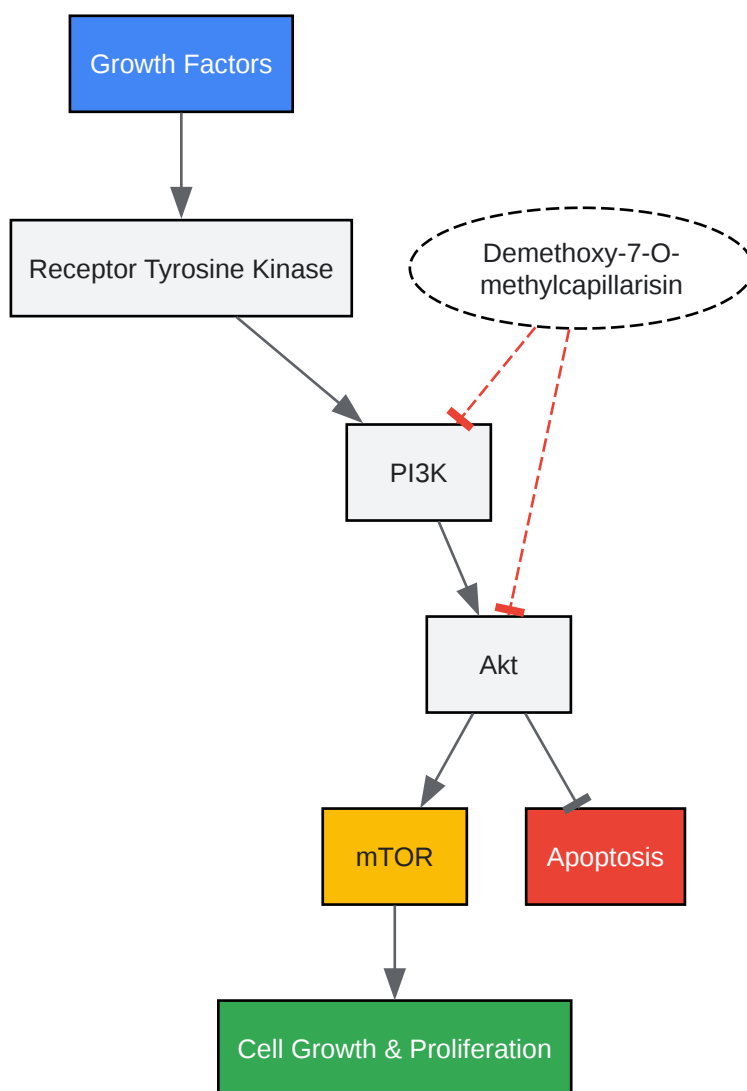 Growth Factors
Receptor Tyrosine Kinase
Demethoxy-7-O-
methylcapillarisin
PI3K
Akt
mTOR
Apoptosis
Cell Growth & Proliferation